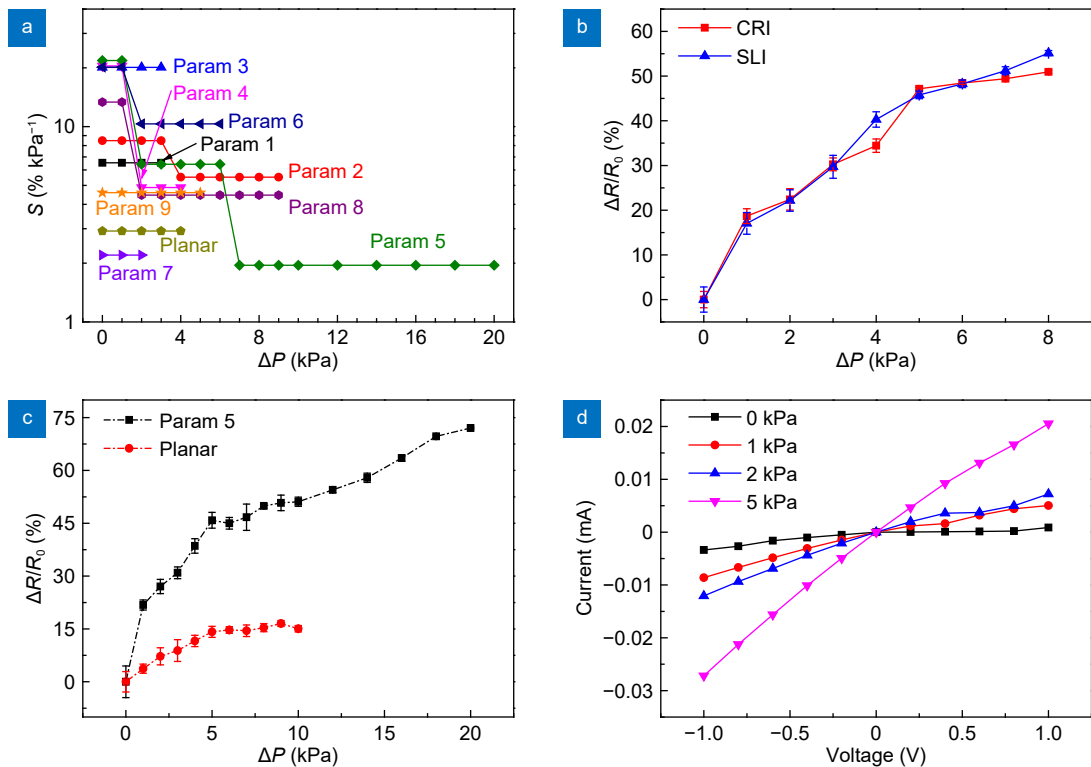 a
S (% kPa⁻¹)
10
1
Param 3
Param 4
Param 6
Param 1
Param 2
Param 9
Param 8
Planar
Param 5
Param 7
0 2 4 6 8 10 12 14 16 18 20
ΔP (kPa)
b
CRI
SLI
ΔR/R₀ (%)
60
50
40
30
20
10
0
0 2 4 6 8
ΔP (kPa)
c
Param 5
Planar
ΔR/R₀ (%)
75
60
45
30
15
0
0 5 10 15 20
ΔP (kPa)
d
0 kPa
1 kPa
2 kPa
5 kPa
Current (mA)
0.02
0.01
0
−0.01
−0.02
−0.03
−1.0 −0.5 0 0.5 1.0
Voltage (V)